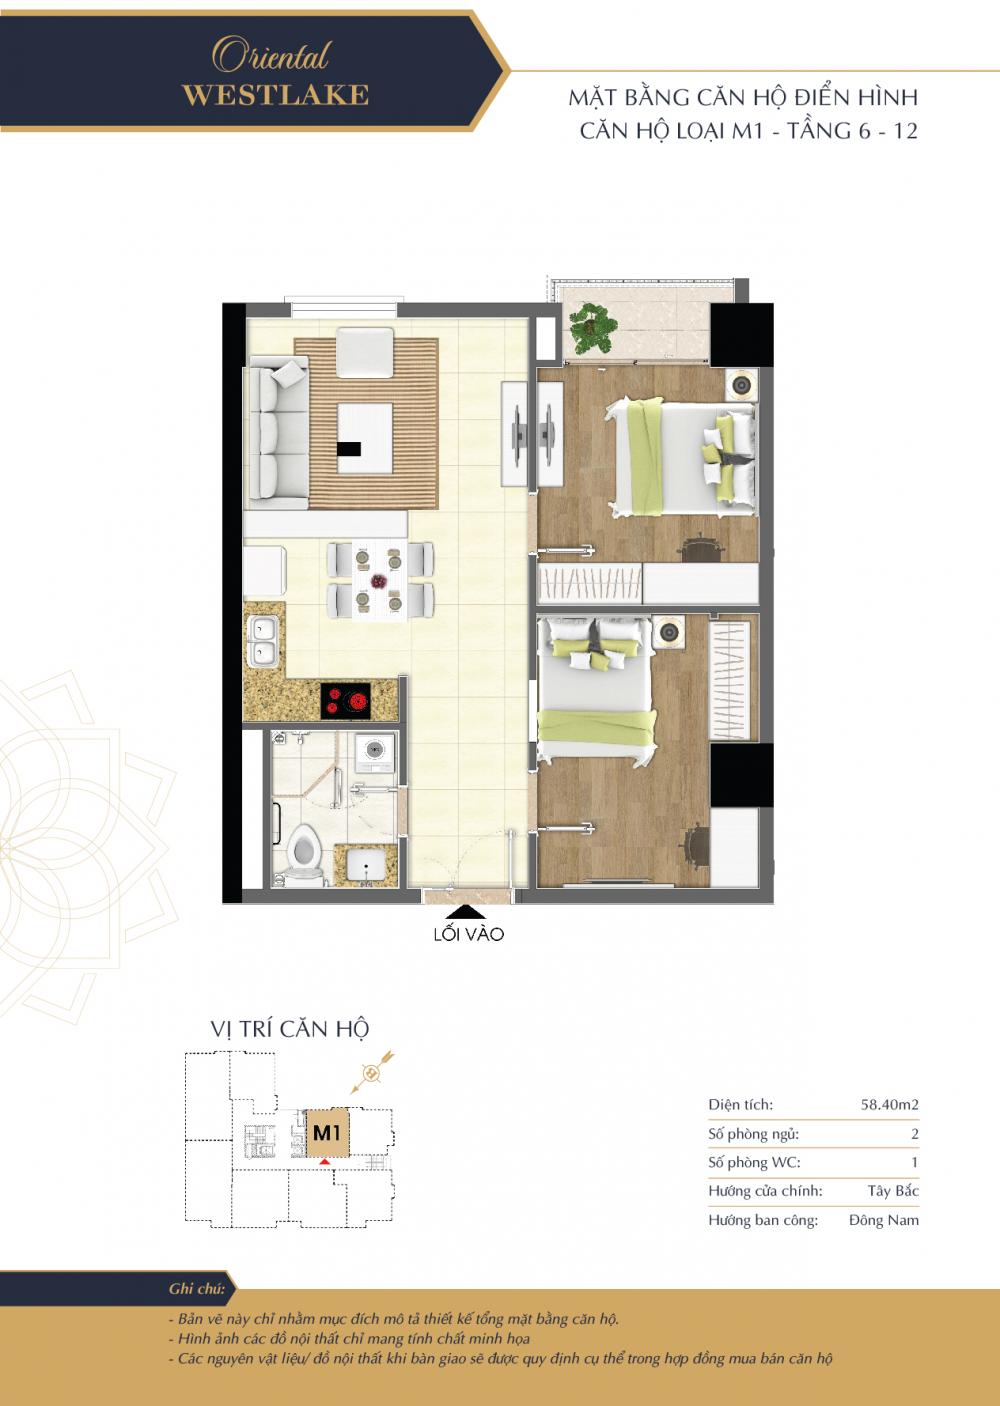 Oriental
WESTLAKE
MẶT BẰNG CĂN HỘ ĐIỂN HÌNH
CĂN HỘ LOẠI M1 - TẦNG 6 - 12
LỐI VÀO
VỊ TRÍ CĂN HỘ
M1
Diện tích: 58.40m2
Số phòng ngủ: 2
Số phòng WC: 1
Hướng cửa chính: Tây Bắc
Hướng ban công: Đông Nam
Ghi chú:
- Bản vẽ này chỉ nhằm mục đích mô tả thiết kế tổng mặt bằng căn hộ.
- Hình ảnh các đồ nội thất chỉ mang tính chất minh họa
- Các nguyên vật liệu/ đồ nội thất khi bàn giao sẽ được quy định cụ thể trong hợp đồng mua bán căn hộ